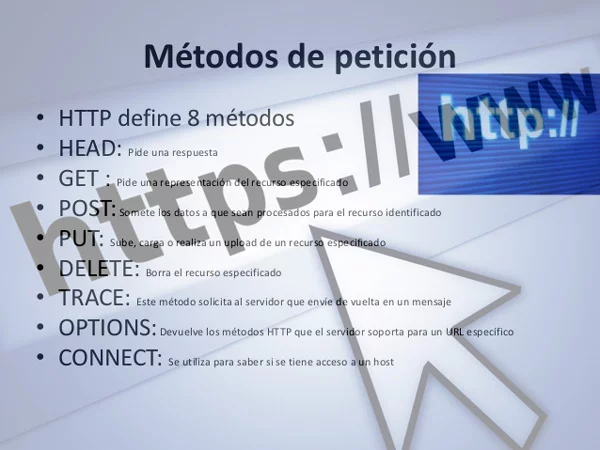 Métodos de petición
http://
https://www
• HTTP define 8 métodos
• HEAD: Pide una respuesta
• GET : Pide una representación del recurso especificado
• POST: Somete los datos a que sean procesados para el recurso identificado
• PUT: Sube, carga o realiza un upload de un recurso especificado
• DELETE: Borra el recurso especificado
• TRACE: Este método solicita al servidor que envíe de vuelta en un mensaje
• OPTIONS: Devuelve los métodos HTTP que el servidor soporta para un URL específico
• CONNECT: Se utiliza para saber si se tiene acceso a un host